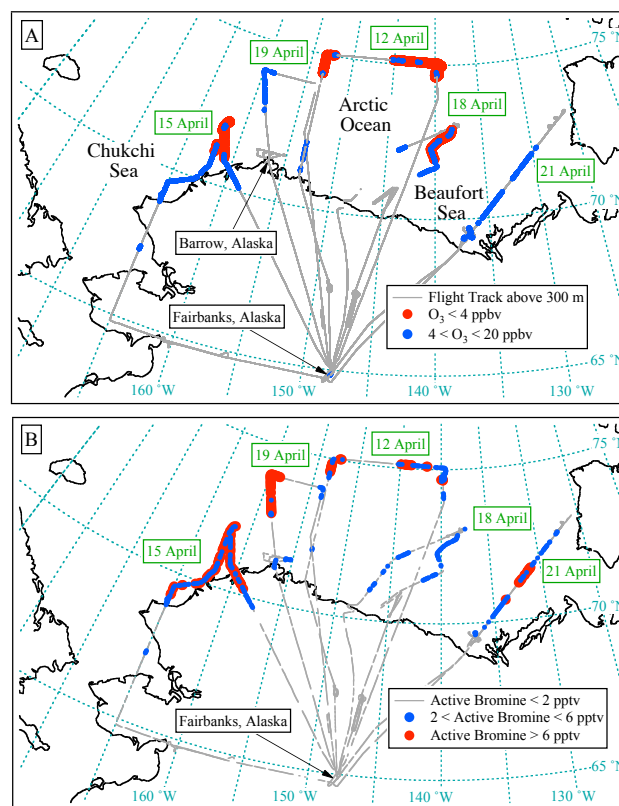 A
19 April
12 April
75 °N
15 April
Arctic
Ocean
18 April
Chukchi
Sea
21 April
Beaufort
Sea
70 °N
Barrow, Alaska
Flight Track above 300 m
O₃ < 4 ppbv
4 < O₃ < 20 ppbv
Fairbanks, Alaska
65 °N
160 °W
150 °W
140 °W
130 °W
B
19 April
12 April
75 °N
15 April
18 April
21 April
70 °N
Active Bromine < 2 pptv
2 < Active Bromine < 6 pptv
Active Bromine > 6 pptv
Fairbanks, Alaska
65 °N
160 °W
150 °W
140 °W
130 °W